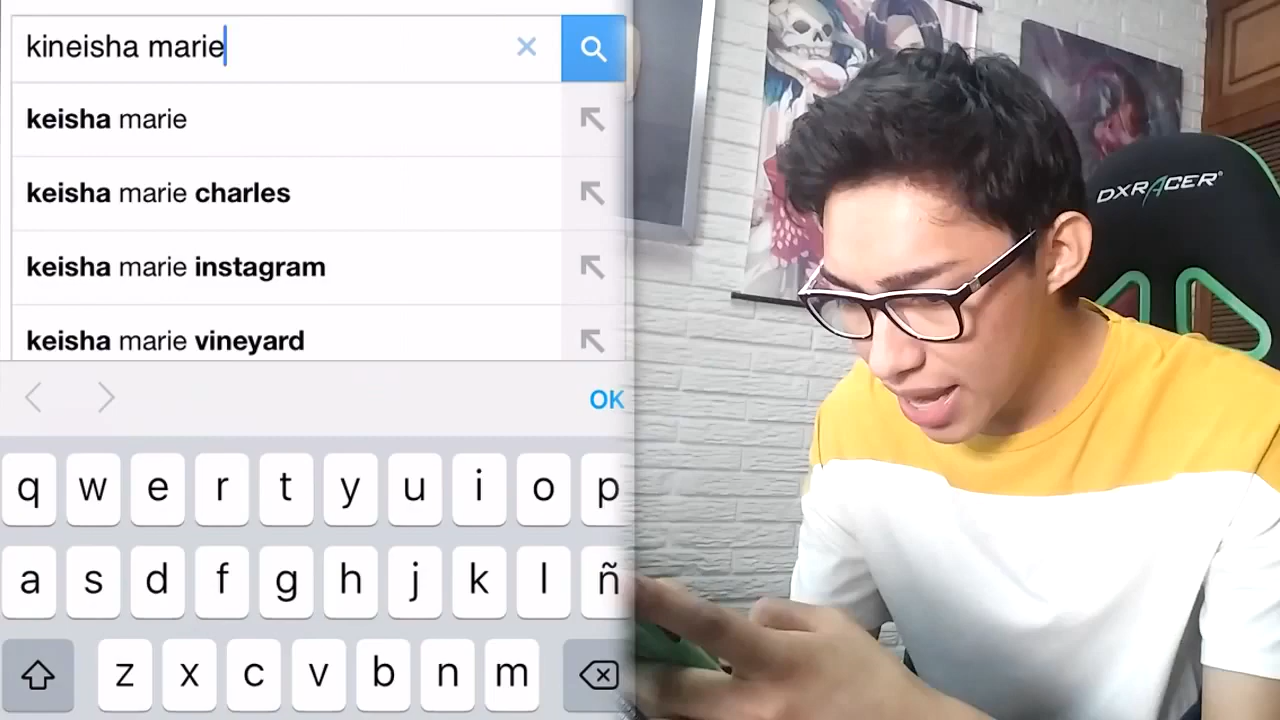 kineisha marie
keisha marie
keisha marie charles
keisha marie instagram
keisha marie vineyard
OK
q w e r t y u i o p
a s d f g h j k l ñ
z x c v b n m
DXRACER